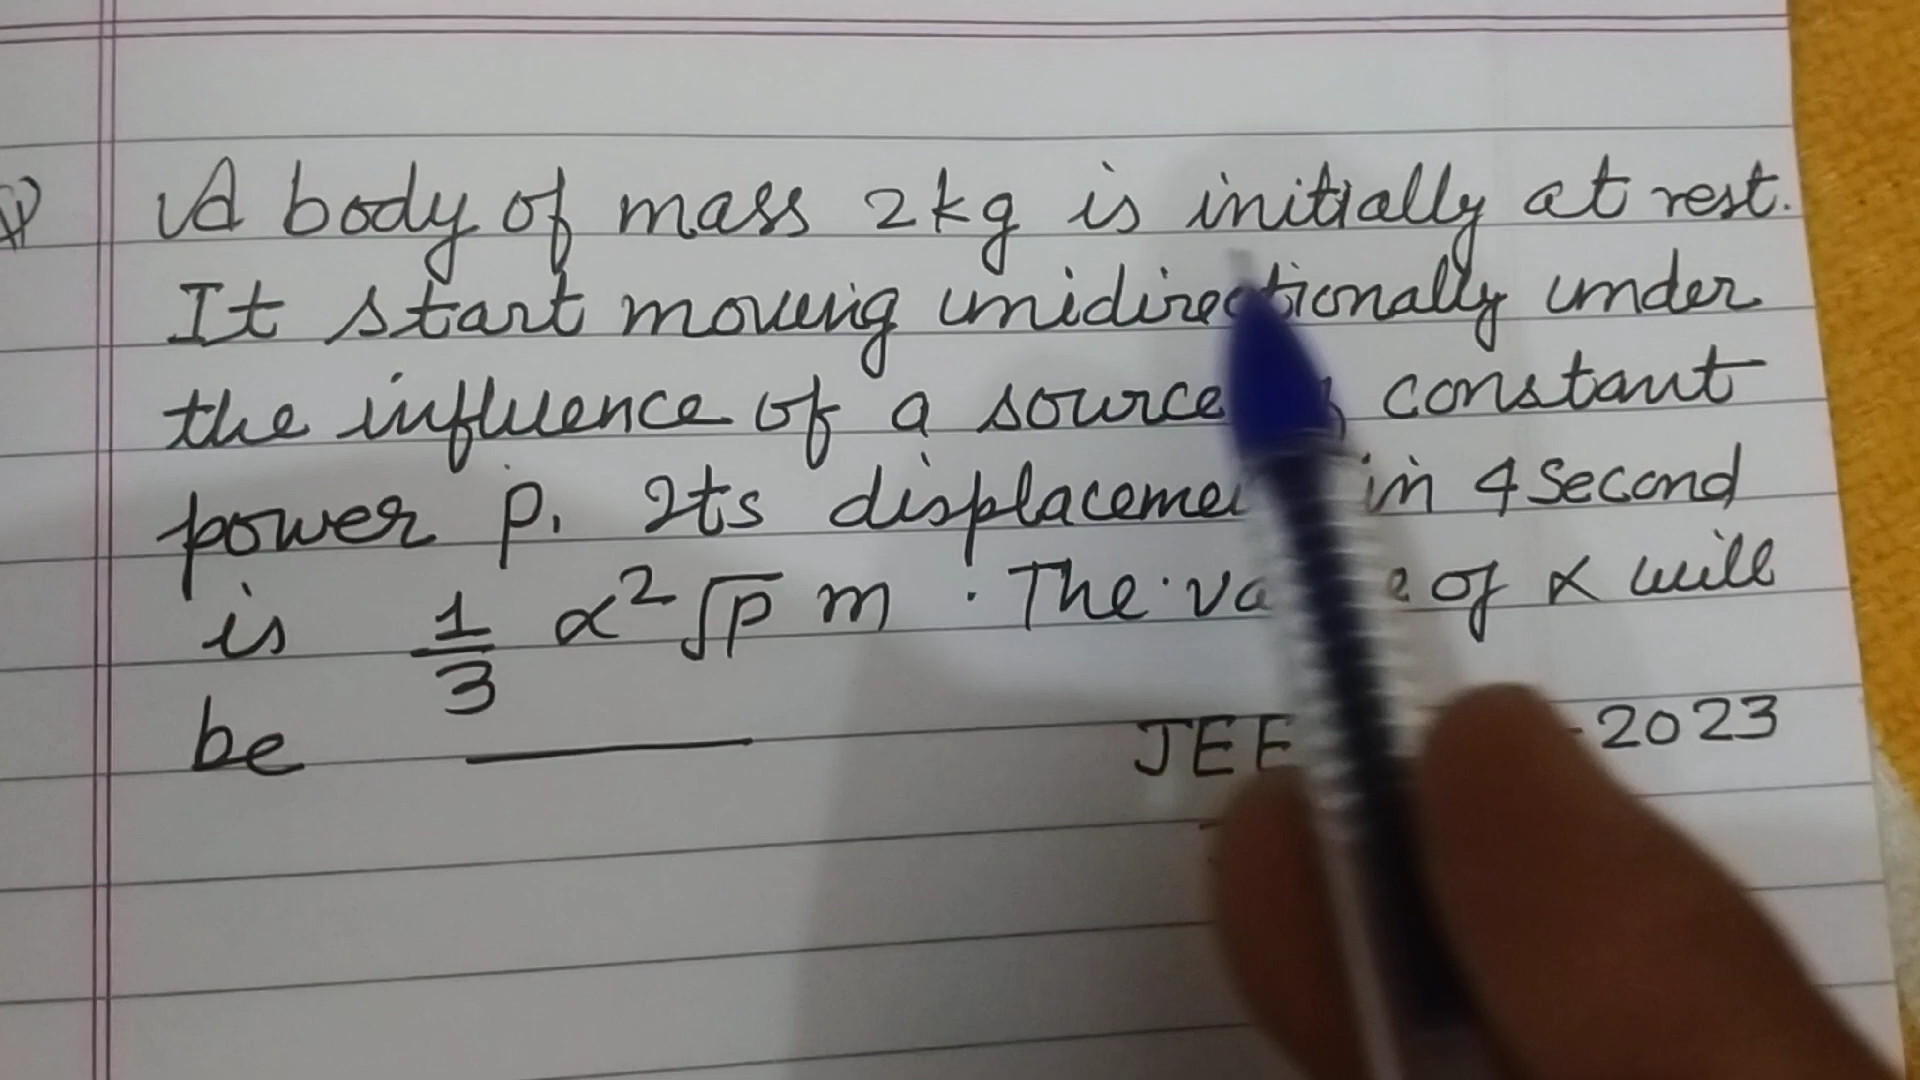 A body of mass 2kg is initially at rest.
It start moving unidirectionally under
the influence of a source constant
power p. Its in 4 Second
is 1/3 α² √p m. The of α will
be ______ JEE -2023